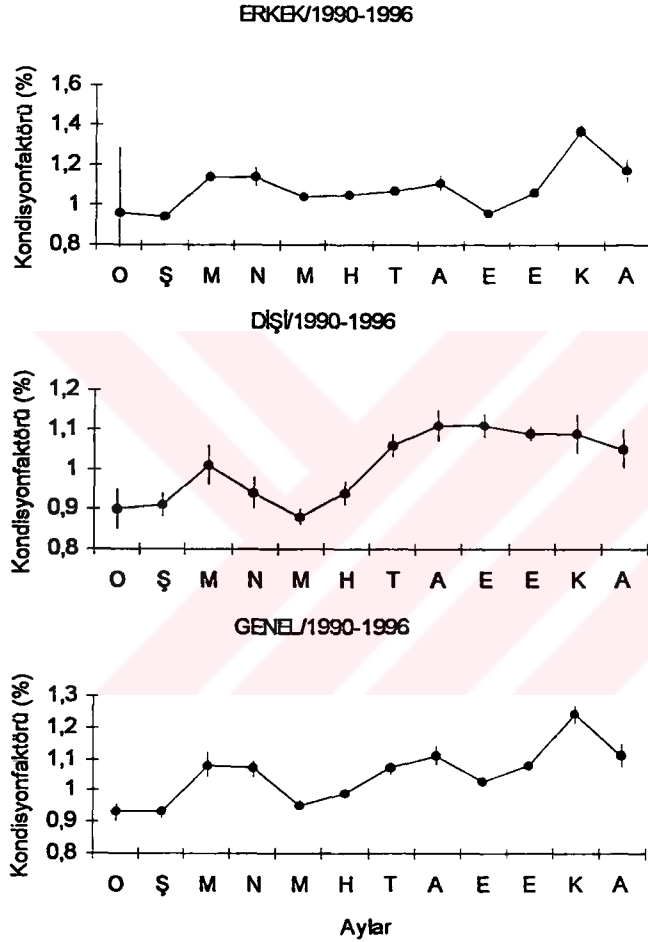 ERKEK/1990-1996
Kondisyonfaktörü (%)
1,6
1,4
1,2
1
0,8
O Ş M N M H T A E E K A
DİŞİ/1990-1996
Kondisyonfaktörü (%)
1,2
1,1
1
0,9
0,8
O Ş M N M H T A E E K A
GENEL/1990-1996
Kondisyonfaktörü (%)
1,3
1,2
1,1
1
0,9
0,8
O Ş M N M H T A E E K A
Aylar